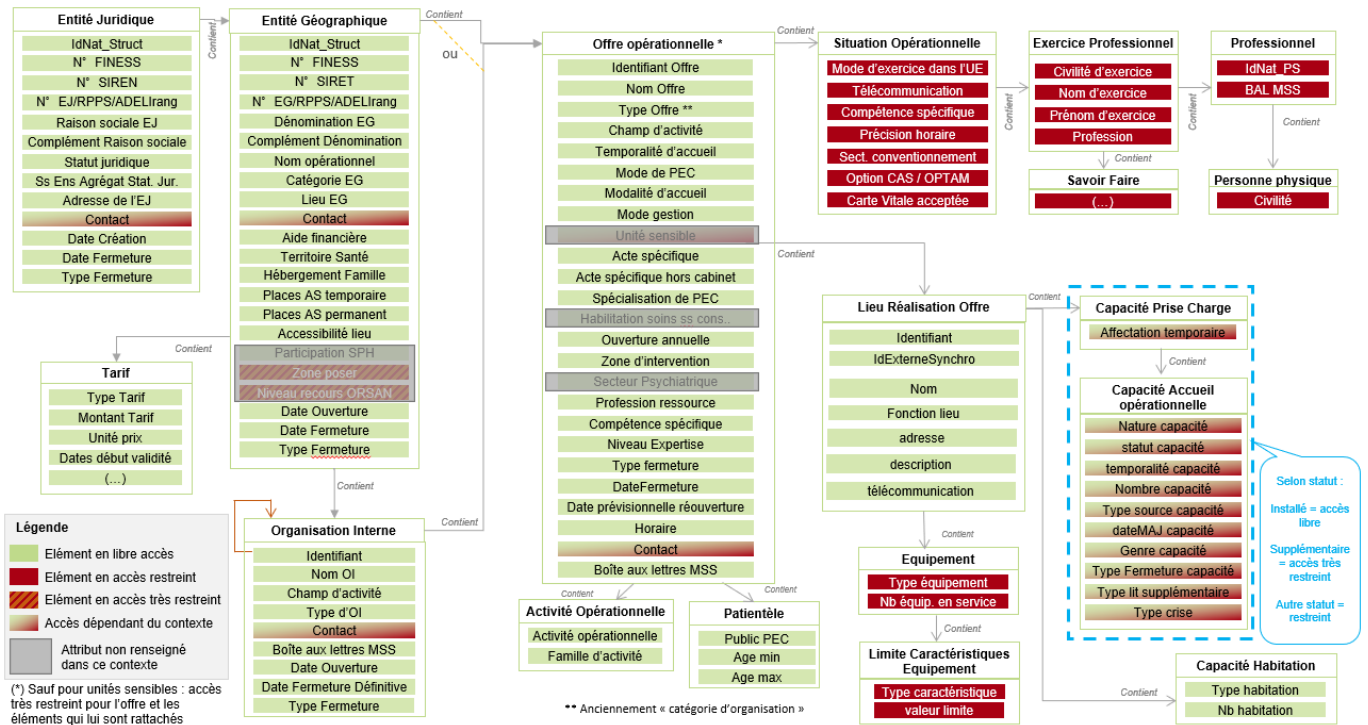 Entité Juridique
IdNat_Struct
N° FINESS
N° SIREN
N° EJ/RPPS/ADELIrang
Raison sociale EJ
Complément Raison sociale
Statut juridique
Ss Ens Agrégat Stat. Jur.
Adresse de l'EJ
Contact
Date Création
Date Fermeture
Type Fermeture
Contient
Entité Géographique
IdNat_Struct
N° FINESS
N° SIRET
N° EG/RPPS/ADELIrang
Dénomination EG
Complément Dénomination
Nom opérationnel
Catégorie EG
Lieu EG
Contact
Aide financière
Territoire Santé
Hébergement Famille
Places AS temporaire
Places AS permanent
Accessibilité lieu
Participation SPH
Zone poser
Niveau recours ORSAN
Date Ouverture
Date Fermeture
Type Fermeture
Contient
ou
Contient
Tarif
Type Tarif
Montant Tarif
Unité prix
Dates début validité
(...)
Contient
Organisation Interne
Identifiant
Nom OI
Champ d'activité
Type d'OI
Contact
Boîte aux lettres MSS
Date Ouverture
Date Fermeture Définitive
Type Fermeture
Contient
Offre opérationnelle *
Identifiant Offre
Nom Offre
Type Offre **
Champ d'activité
Temporalité d'accueil
Mode de PEC
Modalité d'accueil
Mode gestion
Unité sensible
Acte spécifique
Acte spécifique hors cabinet
Spécialisation de PEC
Habilitation soins ss cons..
Ouverture annuelle
Zone d'intervention
Secteur Psychiatrique
Profession ressource
Compétence spécifique
Niveau Expertise
Type fermeture
DateFermeture
Date prévisionnelle réouverture
Horaire
Contact
Boîte aux lettres MSS
Contient
Contient
Activité Opérationnelle
Activité opérationnelle
Famille d'activité
Patientèle
Public PEC
Age min
Age max
** Anciennement « catégorie d'organisation »
Contient
Situation Opérationnelle
Mode d'exercice dans l'UE
Télécommunication
Compétence spécifique
Précision horaire
Sect. conventionnement
Option CAS / OPTAM
Carte Vitale acceptée
Contient
Exercice Professionnel
Civilité d'exercice
Nom d'exercice
Prénom d'exercice
Profession
Contient
Savoir Faire
(...)
Contient
Professionnel
IdNat_PS
BAL MSS
Contient
Personne physique
Civilité
Contient
Lieu Réalisation Offre
Identifiant
IdExterneSynchro
Nom
Fonction lieu
adresse
description
télécommunication
Contient
Contient
Equipement
Type équipement
Nb équip. en service
Contient
Limite Caractéristiques
Equipement
Type caractéristique
valeur limite
Capacité Prise Charge
Affectation temporaire
Contient
Capacité Accueil
opérationnelle
Nature capacité
statut capacité
temporalité capacité
Nombre capacité
Type source capacité
dateMAJ capacité
Genre capacité
Type Fermeture capacité
Type lit supplémentaire
Type crise
Selon statut :
Installé = accès
libre
Supplémentaire
= accès très
restreint
Autre statut =
restreint
Contient
Capacité Habitation
Type habitation
Nb habitation
Légende
Elément en libre accès
Elément en accès restreint
Elément en accès très restreint
Accès dépendant du contexte
Attribut non renseigné
dans ce contexte
(*) Sauf pour unités sensibles : accès
très restreint pour l'offre et les
éléments qui lui sont rattachés